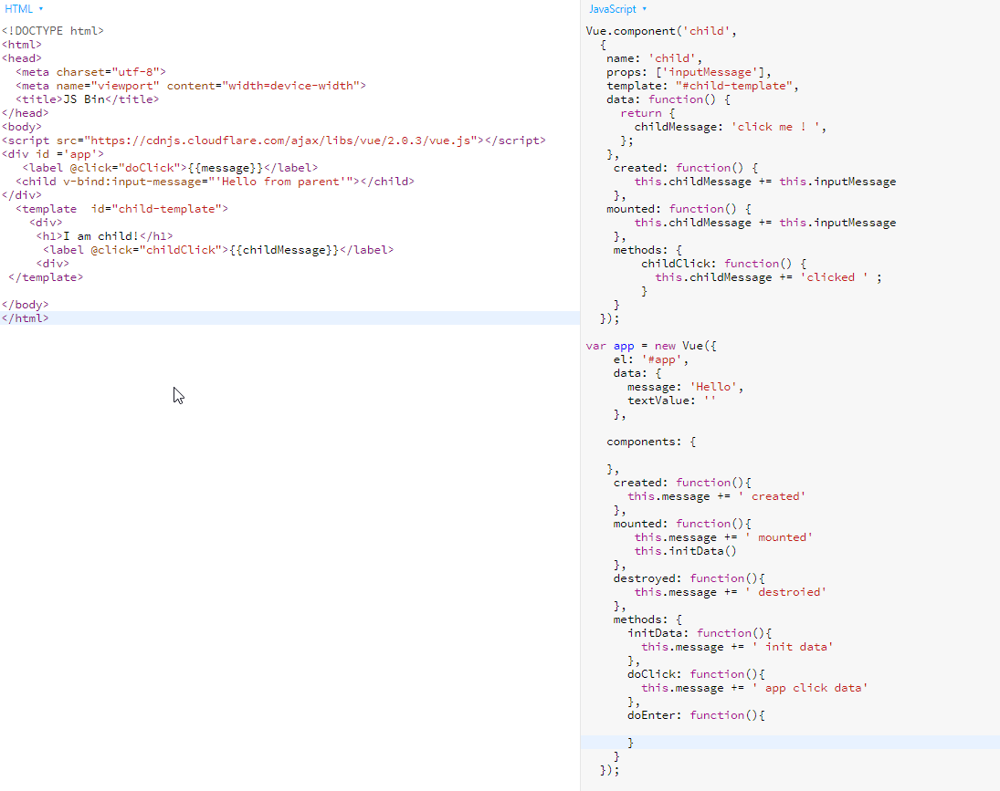 HTML ▾
<!DOCTYPE html>
<html>
<head>
  <meta charset="utf-8">
  <meta name="viewport" content="width=device-width">
  <title>JS Bin</title>
</head>
<body>
<script src="https://cdnjs.cloudflare.com/ajax/libs/vue/2.0.3/vue.js"></script>
<div id ='app'>
   <label @click="doClick">{{message}}</label>
  <child v-bind:input-message="'Hello from parent'"></child>
</div>
  <template  id="child-template">
    <div>
     <h1>I am child!</h1>
      <label @click="childClick">{{childMessage}}</label>
     <div>
 </template>

</body>
</html>
JavaScript ▾
Vue.component('child',
  {
   name: 'child',
   props: ['inputMessage'],
   template: "#child-template",
   data: function() {
     return {
       childMessage: 'click me ! ',
     };
   },
    created: function() {
       this.childMessage += this.inputMessage
    },
   mounted: function() {
       this.childMessage += this.inputMessage
    },
    methods: {
        childClick: function() {
          this.childMessage += 'clicked ' ;
        }
    }
  });

var app = new Vue({
    el: '#app',
    data: {
      message: 'Hello',
      textValue: ''
    },

   components: {

   },
    created: function(){
      this.message += ' created'
    },
    mounted: function(){
       this.message += ' mounted'
       this.initData()
    },
    destroyed: function(){
       this.message += ' destroied'
    },
    methods: {
      initData: function(){
        this.message += ' init data'
      },
      doClick: function(){
        this.message += ' app click data'
      },
      doEnter: function(){

      }
    }
  });